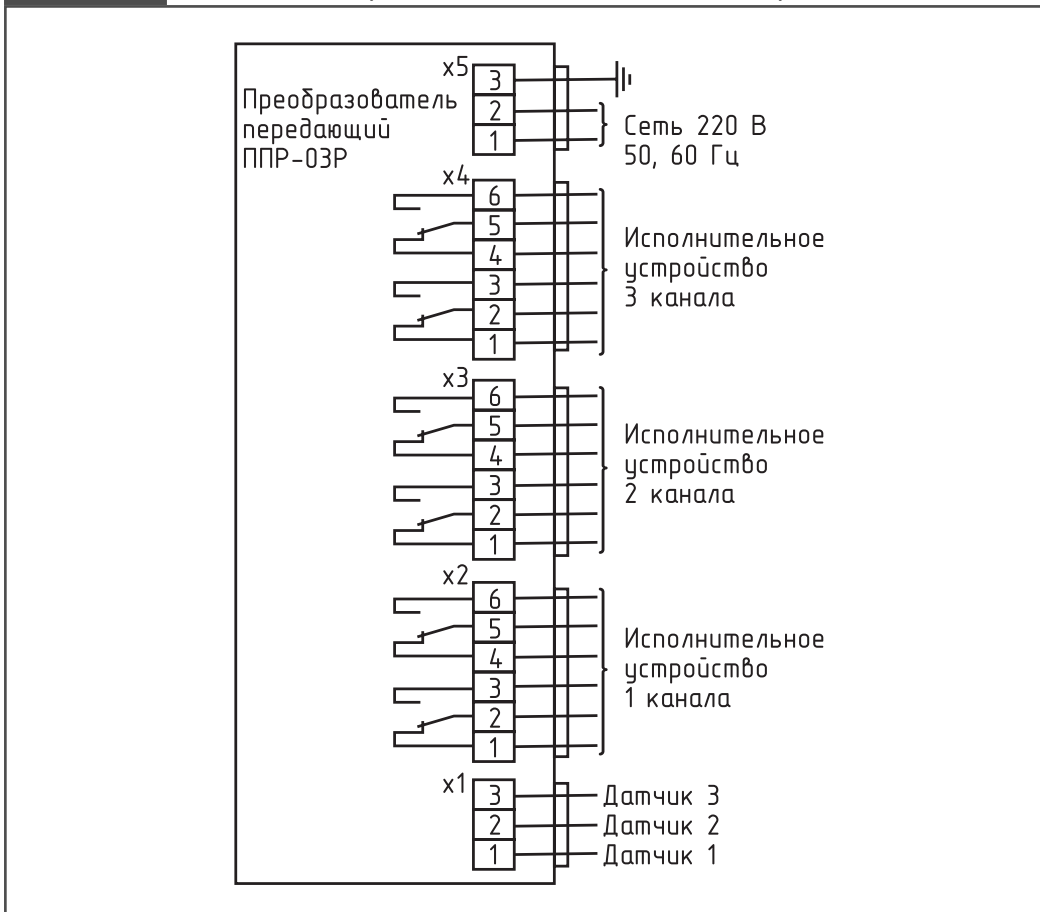 Преобразователь
передающий
ППР-03Р
x5
3
2
1
Сеть 220 В
50, 60 Гц
x4
6
5
4
3
2
1
Исполнительное
устройство
3 канала
x3
6
5
4
3
2
1
Исполнительное
устройство
2 канала
x2
6
5
4
3
2
1
Исполнительное
устройство
1 канала
x1
3 Датчик 3
2 Датчик 2
1 Датчик 1